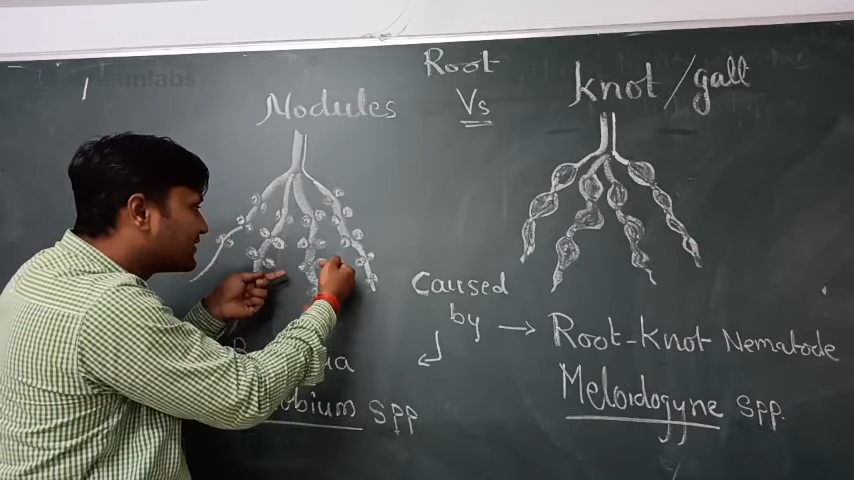 Root
Nodules Vs Knot/gall
Caused
by → Root-Knot Nematode
Meloidogyne spp.
spp.